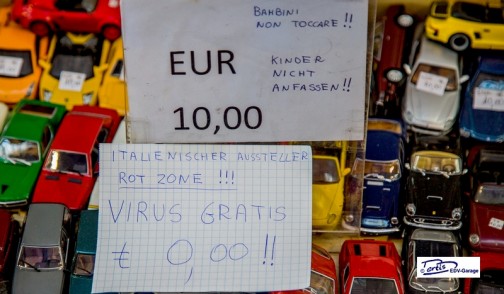 BAMBINI
NON TOCCARE !!
EUR
KINDER
NICHT
ANFASSEN !!
10,00
ITALIENISCHER AUSSTELLER
ROT ZONE !!!
VIRUS GRATIS
€ 0,00 !!
© Portis EDV-Garage